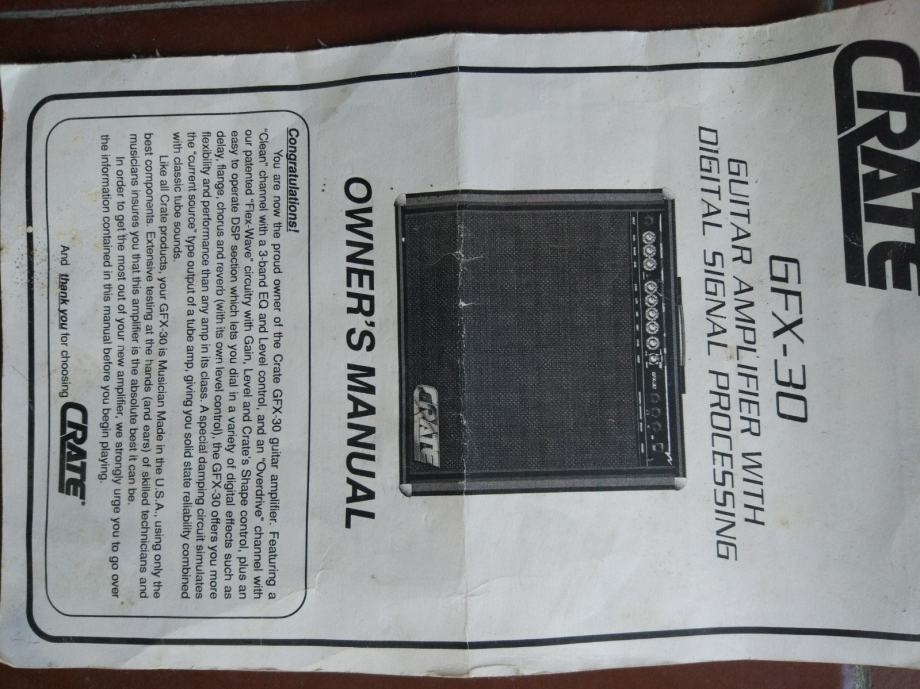 CRATE
GFX-30
GUITAR AMPLIFIER WITH
DIGITAL SIGNAL PROCESSING
GFX-30
CRATE
OWNER'S MANUAL
Congratulations!
You are now the proud owner of the Crate GFX-30 guitar amplifier. Featuring a
"Clean" channel with a 3-band EQ and Level control, and an "Overdrive" channel with
our patented "Flex-Wave" circuitry with Gain, Level and Crate's Shape control, plus an
easy to operate DSP section which lets you dial in a variety of digital effects such as
delay, flange, chorus and reverb (with its own level control), the GFX-30 offers you more
flexibility and performance than any amp in its class. A special damping circuit simulates
the "current source" type output of a tube amp, giving you solid state reliability combined
with classic tube sounds.
Like all Crate products, your GFX-30 is Musician Made in the U.S.A., using only the
best components. Extensive testing at the hands (and ears) of skilled technicians and
musicians insures you that this amplifier is the absolute best it can be.
In order to get the most out of your new amplifier, we strongly urge you to go over
the information contained in this manual before you begin playing.
And thank you for choosing CRATE®